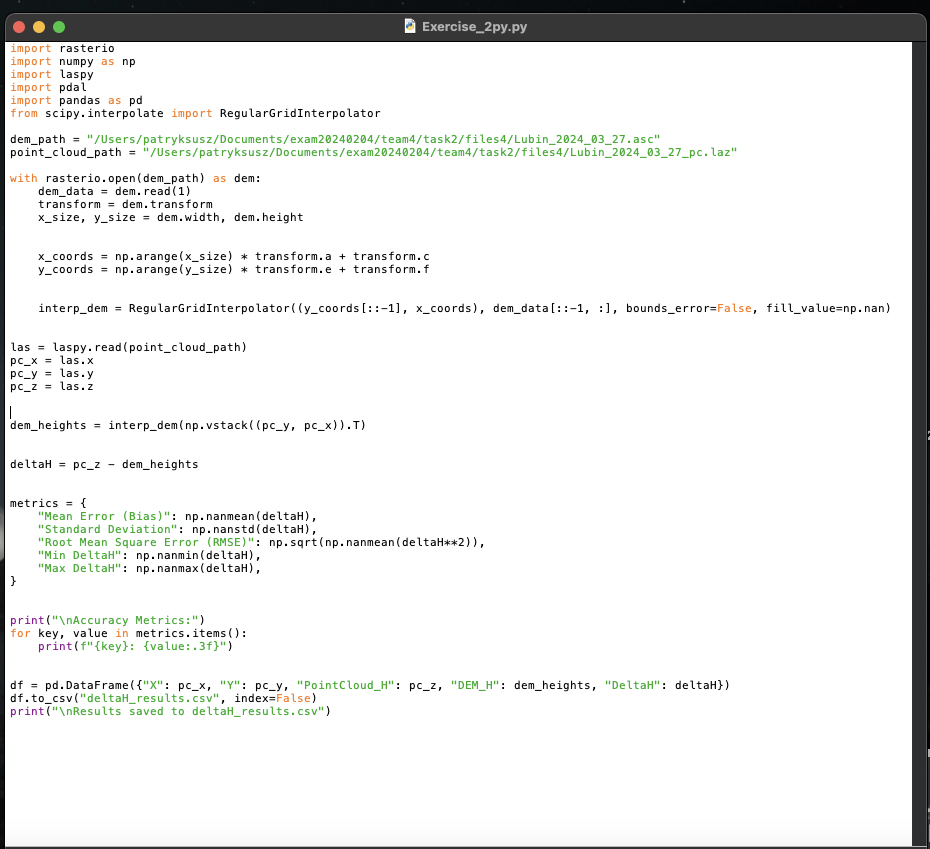 Exercise_2py.py
import rasterio
import numpy as np
import laspy
import pdal
import pandas as pd
from scipy.interpolate import RegularGridInterpolator
dem_path = "/Users/patryksusz/Documents/exam20240204/team4/task2/files4/Lubin_2024_03_27.asc"
point_cloud_path = "/Users/patryksusz/Documents/exam20240204/team4/task2/files4/Lubin_2024_03_27_pc.laz"
with rasterio.open(dem_path) as dem:
    dem_data = dem.read(1)
    transform = dem.transform
    x_size, y_size = dem.width, dem.height
    x_coords = np.arange(x_size) * transform.a + transform.c
    y_coords = np.arange(y_size) * transform.e + transform.f
    interp_dem = RegularGridInterpolator((y_coords[::-1], x_coords), dem_data[::-1, :], bounds_error=False, fill_value=np.nan)
las = laspy.read(point_cloud_path)
pc_x = las.x
pc_y = las.y
pc_z = las.z
dem_heights = interp_dem(np.vstack((pc_y, pc_x)).T)
deltaH = pc_z - dem_heights
metrics = {
    "Mean Error (Bias)": np.nanmean(deltaH),
    "Standard Deviation": np.nanstd(deltaH),
    "Root Mean Square Error (RMSE)": np.sqrt(np.nanmean(deltaH**2)),
    "Min DeltaH": np.nanmin(deltaH),
    "Max DeltaH": np.nanmax(deltaH),
}
print("\nAccuracy Metrics:")
for key, value in metrics.items():
    print(f"{key}: {value:.3f}")
df = pd.DataFrame({"X": pc_x, "Y": pc_y, "PointCloud_H": pc_z, "DEM_H": dem_heights, "DeltaH": deltaH})
df.to_csv("deltaH_results.csv", index=False)
print("\nResults saved to deltaH_results.csv")